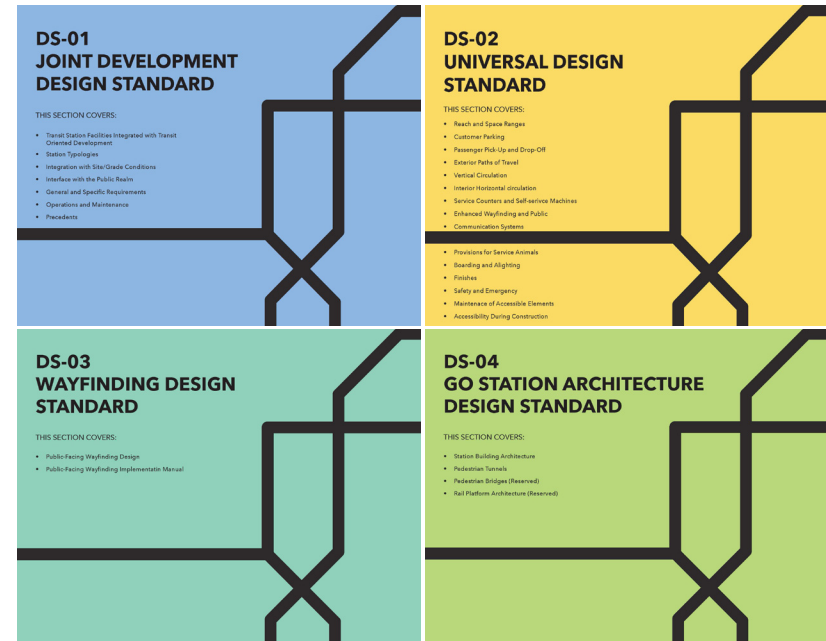 DS-01
JOINT DEVELOPMENT
DESIGN STANDARD
THIS SECTION COVERS:
• Transit Station Facilities Integrated with Transit
Oriented Development
• Station Typologies
• Integration with Site/Grade Conditions
• Interface with the Public Realm
• General and Specific Requirements
• Operations and Maintenance
• Precedents
DS-02
UNIVERSAL DESIGN
STANDARD
THIS SECTION COVERS:
• Reach and Space Ranges
• Customer Parking
• Passenger Pick-Up and Drop-Off
• Exterior Paths of Travel
• Vertical Circulation
• Interior Horizontal circulation
• Service Counters and Self-serivce Machines
• Enhanced Wayfinding and Public
• Communication Systems
• Provisions for Service Animals
• Boarding and Alighting
• Finishes
• Safety and Emergency
• Maintenace of Accessible Elements
• Accessibility During Construction
DS-03
WAYFINDING DESIGN
STANDARD
THIS SECTION COVERS:
• Public-Facing Wayfinding Design
• Public-Facing Wayfinding Implementatin Manual
DS-04
GO STATION ARCHITECTURE
DESIGN STANDARD
THIS SECTION COVERS:
• Station Building Architecture
• Pedestrian Tunnels
• Pedestrian Bridges (Reserved)
• Rail Platform Architecture (Reserved)